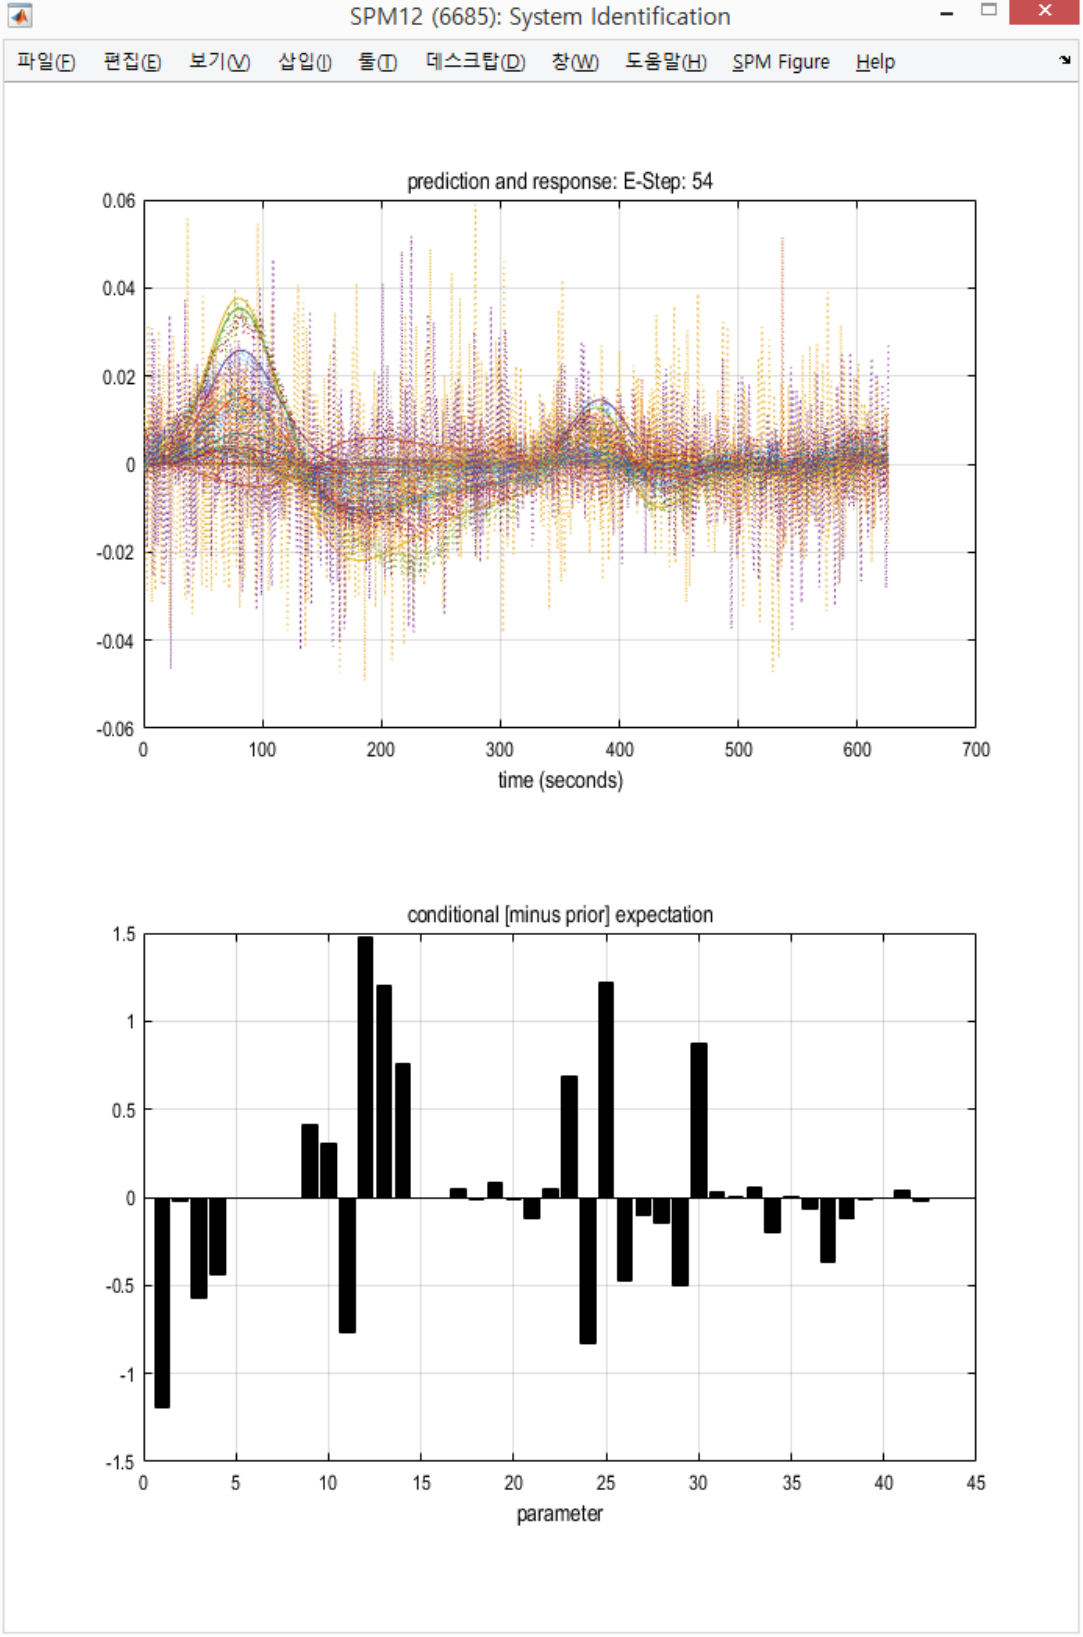 SPM12 (6685): System Identification
파일(F) 편집(E) 보기(V) 삽입(I) 툴(T) 데스크탑(D) 창(W) 도움말(H) SPM Figure Help
prediction and response: E-Step: 54
0.06
0.04
0.02
0
-0.02
-0.04
-0.06
0 100 200 300 400 500 600 700
time (seconds)
conditional [minus prior] expectation
1.5
1
0.5
0
-0.5
-1
-1.5
0 5 10 15 20 25 30 35 40 45
parameter